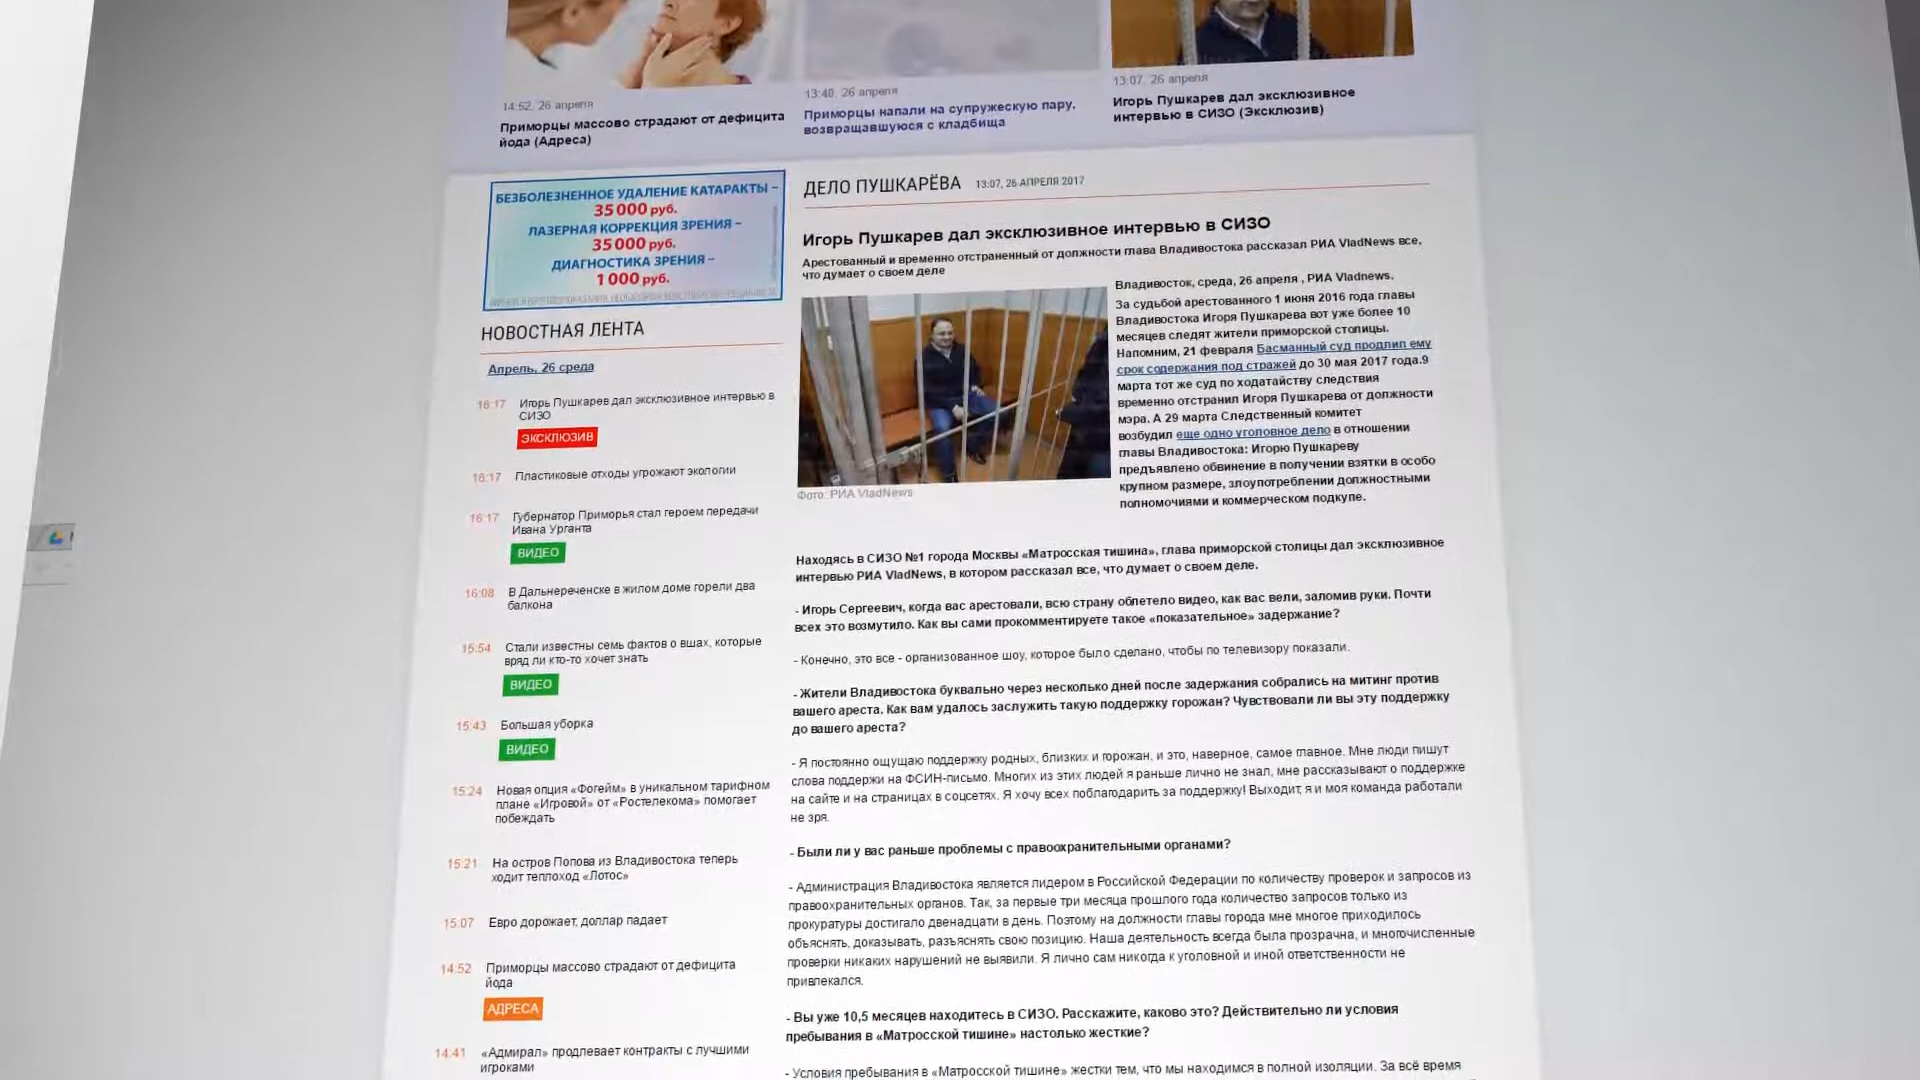 14:52, 26 апреля
Приморцы массово страдают от дефицита
йода (Адреса)
13:40, 26 апреля
Приморцы напали на супружескую пару,
возвращавшуюся с кладбища
13:07, 26 апреля
Игорь Пушкарев дал эксклюзивное
интервью в СИЗО (Эксклюзив)
БЕЗБОЛЕЗНЕННОЕ УДАЛЕНИЕ КАТАРАКТЫ –
35 000 руб.
ЛАЗЕРНАЯ КОРРЕКЦИЯ ЗРЕНИЯ –
35 000 руб.
ДИАГНОСТИКА ЗРЕНИЯ –
1 000 руб.
НОВОСТНАЯ ЛЕНТА
Апрель, 26 среда
16:17 Игорь Пушкарев дал эксклюзивное интервью в
СИЗО
ЭКСКЛЮЗИВ
16:17 Пластиковые отходы угрожают экологии
16:17 Губернатор Приморья стал героем передачи
Ивана Урганта
ВИДЕО
16:08 В Дальнереченске в жилом доме горели два
балкона
15:54 Стали известны семь фактов о вшах, которые
вряд ли кто-то хочет знать
ВИДЕО
15:43 Большая уборка
ВИДЕО
15:24 Новая опция «Фогейм» в уникальном тарифном
плане «Игровой» от «Ростелекома» помогает
побеждать
15:21 На остров Попова из Владивостока теперь
ходит теплоход «Лотос»
15:07 Евро дорожает, доллар падает
14:52 Приморцы массово страдают от дефицита
йода
АДРЕСА
14:41 «Адмирал» продлевает контракты с лучшими
игроками
ДЕЛО ПУШКАРЁВА 13:07, 26 АПРЕЛЯ 2017
Игорь Пушкарев дал эксклюзивное интервью в СИЗО
Арестованный и временно отстраненный от должности глава Владивостока рассказал РИА VladNews все,
что думает о своем деле
Фото: РИА VladNews
Владивосток, среда, 26 апреля , РИА Vladnews.
За судьбой арестованного 1 июня 2016 года главы
Владивостока Игоря Пушкарева вот уже более 10
месяцев следят жители приморской столицы.
Напомним, 21 февраля Басманный суд продлил ему
срок содержания под стражей до 30 мая 2017 года.9
марта тот же суд по ходатайству следствия
временно отстранил Игоря Пушкарева от должности
мэра. А 29 марта Следственный комитет
возбудил еще одно уголовное дело в отношении
главы Владивостока: Игорю Пушкареву
предъявлено обвинение в получении взятки в особо
крупном размере, злоупотреблении должностными
полномочиями и коммерческом подкупе.
Находясь в СИЗО №1 города Москвы «Матросская тишина», глава приморской столицы дал эксклюзивное
интервью РИА VladNews, в котором рассказал все, что думает о своем деле.
- Игорь Сергеевич, когда вас арестовали, всю страну облетело видео, как вас вели, заломив руки. Почти
всех это возмутило. Как вы сами прокомментируете такое «показательное» задержание?
- Конечно, это все - организованное шоу, которое было сделано, чтобы по телевизору показали.
- Жители Владивостока буквально через несколько дней после задержания собрались на митинг против
вашего ареста. Как вам удалось заслужить такую поддержку горожан? Чувствовали ли вы эту поддержку
до вашего ареста?
- Я постоянно ощущаю поддержку родных, близких и горожан, и это, наверное, самое главное. Мне люди пишут
слова поддержи на ФСИН-письмо. Многих из этих людей я раньше лично не знал, мне рассказывают о поддержке
на сайте и на страницах в соцсетях. Я хочу всех поблагодарить за поддержку! Выходит, я и моя команда работали
не зря.
- Были ли у вас раньше проблемы с правоохранительными органами?
- Администрация Владивостока является лидером в Российской Федерации по количеству проверок и запросов из
правоохранительных органов. Так, за первые три месяца прошлого года количество запросов только из
прокуратуры достигало двенадцати в день. Поэтому на должности главы города мне многое приходилось
объяснять, доказывать, разъяснять свою позицию. Наша деятельность всегда была прозрачна, и многочисленные
проверки никаких нарушений не выявили. Я лично сам никогда к уголовной и иной ответственности не
привлекался.
- Вы уже 10,5 месяцев находитесь в СИЗО. Расскажите, каково это? Действительно ли условия
пребывания в «Матросской тишине» настолько жесткие?
- Условия пребывания в «Матросской тишине» жестки тем, что мы находимся в полной изоляции. За всё время